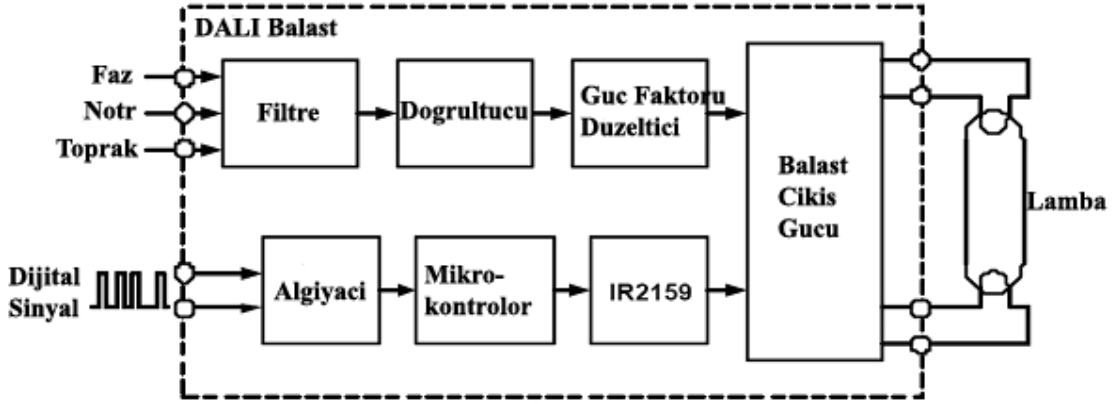 DALI Balast
Faz
Notr
Toprak
Filtre
Dogrultucu
Guc Faktoru
Duzeltici
Balast
Cikis
Gucu
Lamba
Dijital
Sinyal
Algiyaci
Mikro-
kontrolor
IR2159